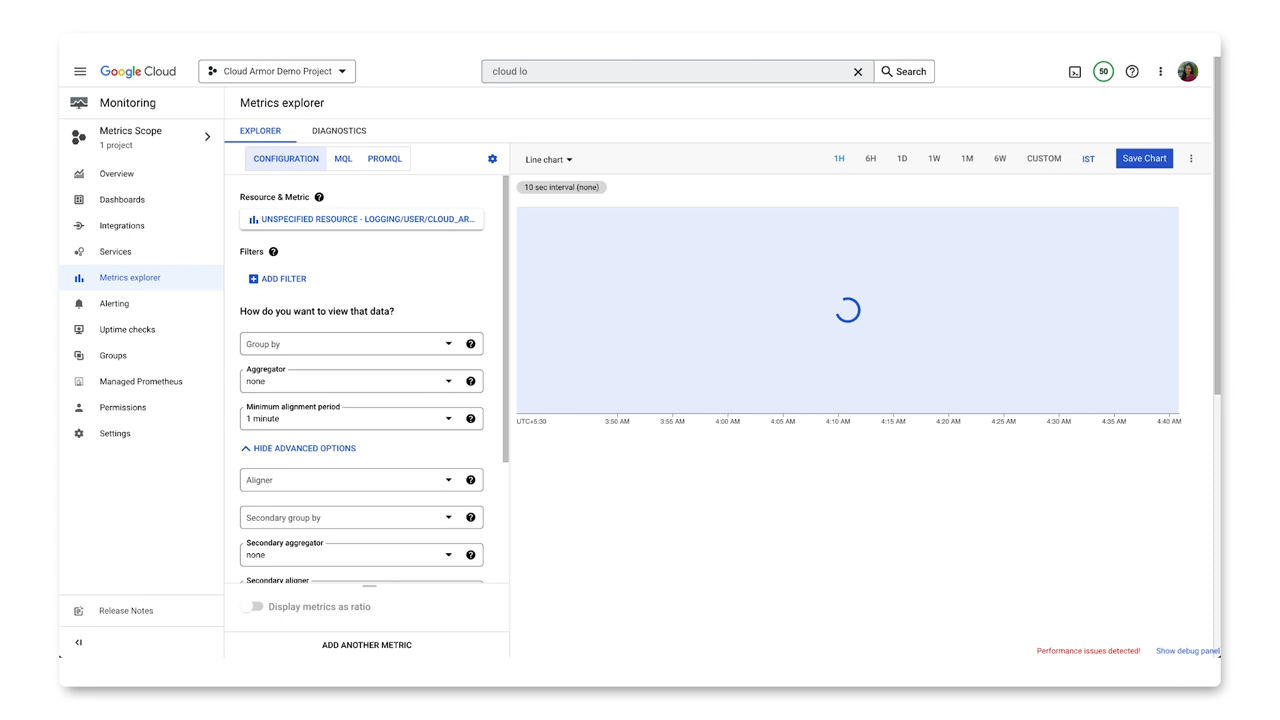 Google Cloud
Cloud Armor Demo Project
cloud lo
Search
50
Monitoring
Metrics explorer
Metrics Scope
1 project
EXPLORER
DIAGNOSTICS
Overview
Dashboards
Integrations
Services
Metrics explorer
Alerting
Uptime checks
Groups
Managed Prometheus
Permissions
Settings
Release Notes
CONFIGURATION
MQL
PROMQL
Resource & Metric
UNSPECIFIED RESOURCE - LOGGING/USER/CLOUD_AR...
Filters
ADD FILTER
How do you want to view that data?
Group by
Aggregator
none
Minimum alignment period
1 minute
HIDE ADVANCED OPTIONS
Aligner
Secondary group by
Secondary aggregator
none
Secondary aligner
Display metrics as ratio
ADD ANOTHER METRIC
Line chart
1H 6H 1D 1W 1M 6W CUSTOM IST
Save Chart
10 sec interval (none)
UTC+5:30 3:50 AM 3:55 AM 4:00 AM 4:05 AM 4:10 AM 4:15 AM 4:20 AM 4:25 AM 4:30 AM 4:35 AM 4:40 AM
Performance issues detected! Show debug panel